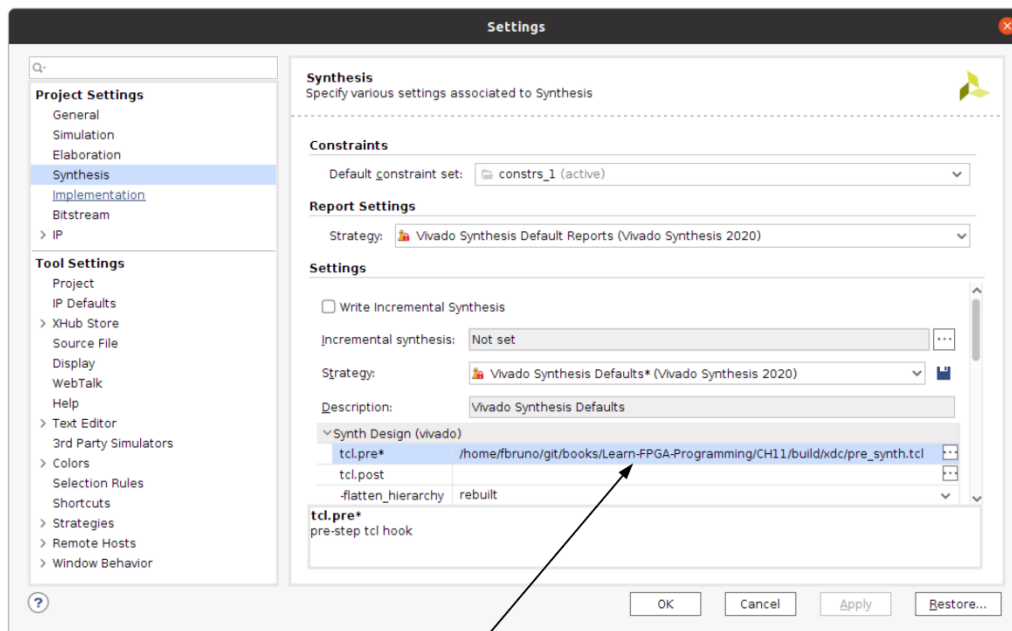 Settings
Project Settings
General
Simulation
Elaboration
Synthesis
Implementation
Bitstream
IP
Tool Settings
Project
IP Defaults
XHub Store
Source File
Display
WebTalk
Help
Text Editor
3rd Party Simulators
Colors
Selection Rules
Shortcuts
Strategies
Remote Hosts
Window Behavior
Synthesis
Specify various settings associated to Synthesis
Constraints
Default constraint set: constrs_1 (active)
Report Settings
Strategy: Vivado Synthesis Default Reports (Vivado Synthesis 2020)
Settings
Write Incremental Synthesis
Incremental synthesis: Not set ...
Strategy: Vivado Synthesis Defaults* (Vivado Synthesis 2020)
Description: Vivado Synthesis Defaults
Synth Design (vivado)
tcl.pre* /home/fbruno/git/books/Learn-FPGA-Programming/CH11/build/xdc/pre_synth.tcl ...
tcl.post ...
-flatten_hierarchy rebuilt
tcl.pre*
pre-step tcl hook
? OK Cancel Apply Restore...